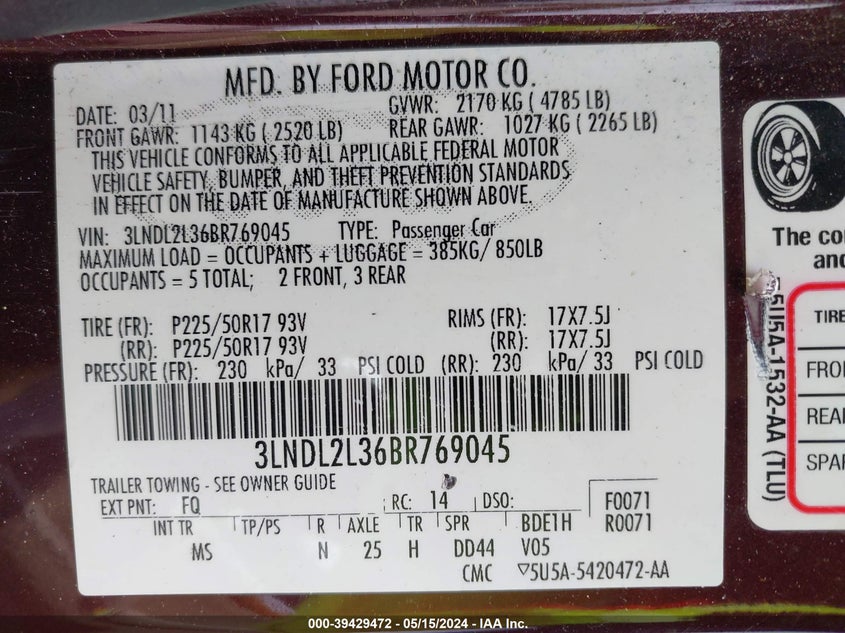 MFD. BY FORD MOTOR CO.
DATE: 03/11 GVWR: 2170 KG ( 4785 LB)
FRONT GAWR: 1143 KG ( 2520 LB) REAR GAWR: 1027 KG ( 2265 LB)
THIS VEHICLE CONFORMS TO ALL APPLICABLE FEDERAL MOTOR
VEHICLE SAFETY, BUMPER, AND THEFT PREVENTION STANDARDS
IN EFFECT ON THE DATE OF MANUFACTURE SHOWN ABOVE.
VIN: 3LNDL2L36BR769045 TYPE: Passenger Car
MAXIMUM LOAD = OCCUPANTS + LUGGAGE = 385KG/ 850LB
OCCUPANTS = 5 TOTAL; 2 FRONT, 3 REAR
TIRE (FR): P225/50R17 93V RIMS (FR): 17X7.5J
(RR): P225/50R17 93V (RR): 17X7.5J
PRESSURE (FR): 230 kPa/ 33 PSI COLD (RR): 230 kPa/ 33 PSI COLD
3LNDL2L36BR769045
TRAILER TOWING - SEE OWNER GUIDE
EXT PNT: FQ RC: 14 DSO: F0071
INT TR TP/PS R AXLE TR SPR BDE1H R0071
MS N 25 H DD44 V05
CMC ▽5U5A-5420472-AA
The
and
5U5A-1532-AA (TLU)
TIRE
REAR
000-39429472 - 05/15/2024 - IAA Inc.